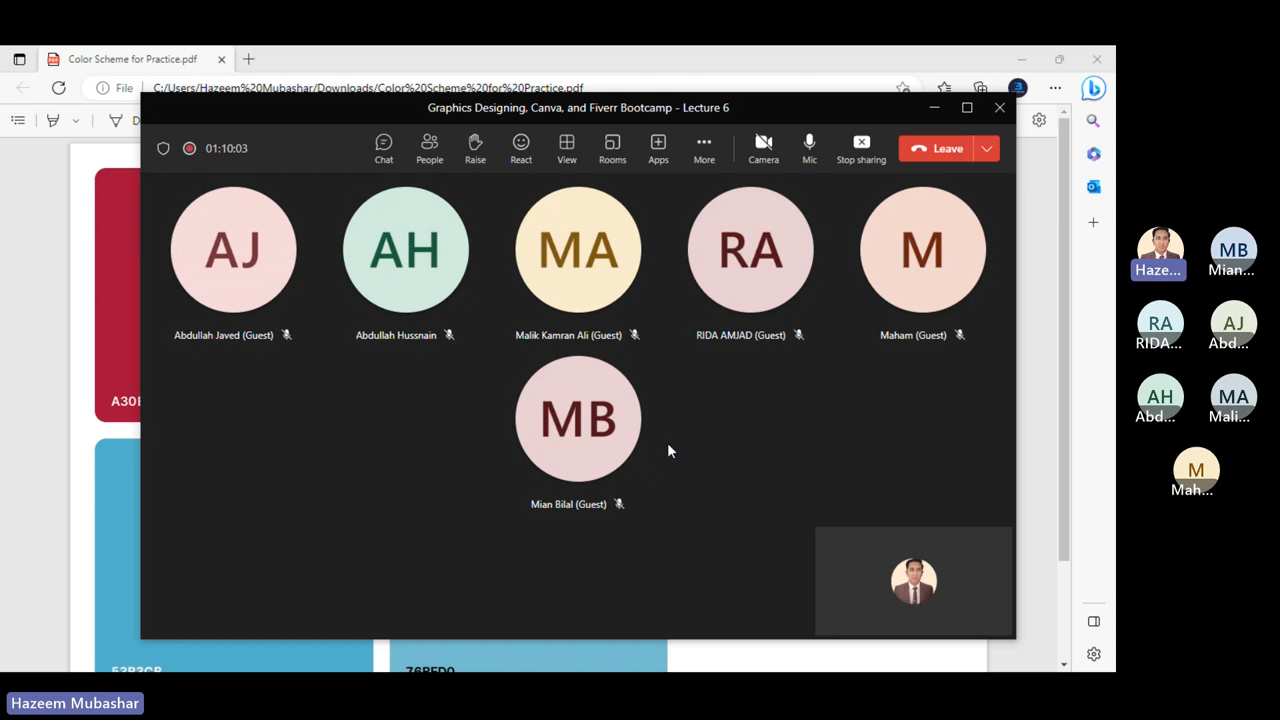 Color Scheme for Practice.pdf
File C:/Users/Hazeem%20Mubashar/Downloads/Color%20Scheme%20for%20Practice.pdf
Graphics Designing, Canva, and Fiverr Bootcamp - Lecture 6
01:10:03
Chat People Raise React View Rooms Apps More Camera Mic Stop sharing Leave
AJ AH MA RA M
Abdullah Javed (Guest) Abdullah Hussnain Malik Kamran Ali (Guest) RIDA AMJAD (Guest) Maham (Guest)
MB
Mian Bilal (Guest)
Haze... MB
Mian...
RA AJ
RIDA... Abd...
AH MA
Abd... Mali...
M
Mah...
Hazeem Mubashar